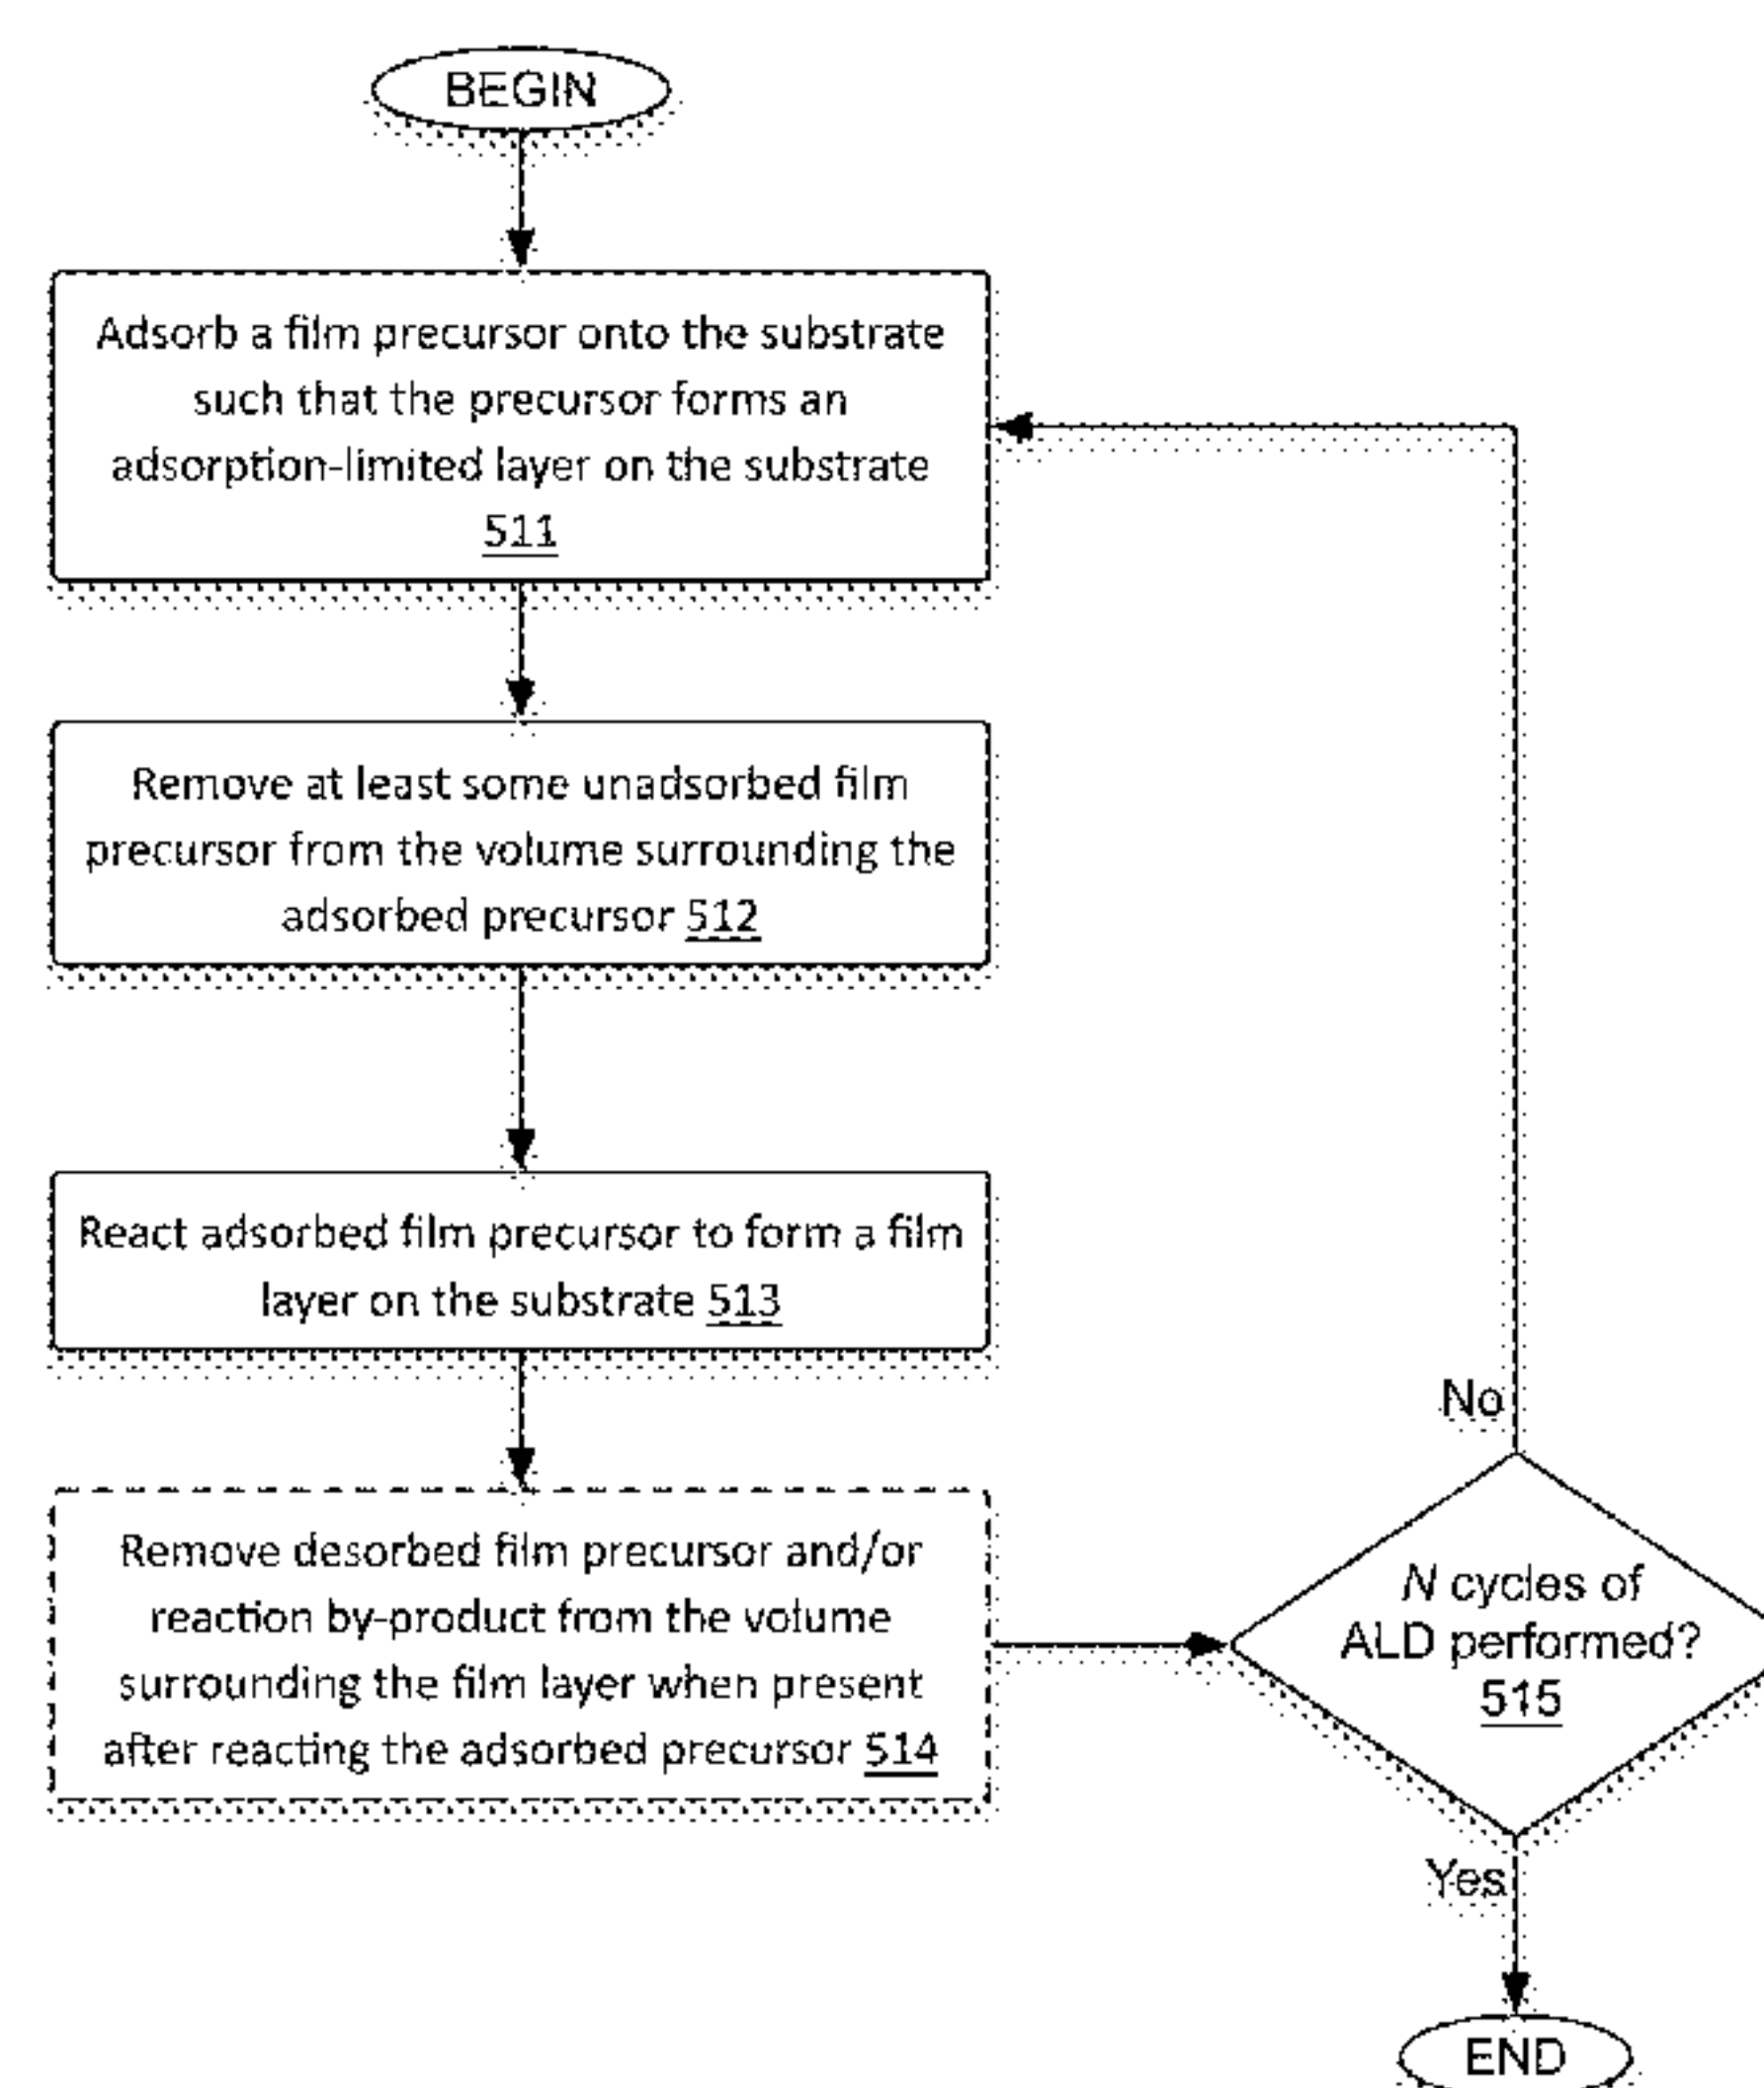 BEGIN
Adsorb a film precursor onto the substrate
such that the precursor forms an
adsorption-limited layer on the substrate
511
Remove at least some unadsorbed film
precursor from the volume surrounding the
adsorbed precursor 512
React adsorbed film precursor to form a film
layer on the substrate 513
Remove desorbed film precursor and/or
reaction by-product from the volume
surrounding the film layer when present
after reacting the adsorbed precursor 514
No
N cycles of
ALD performed?
515
Yes
END